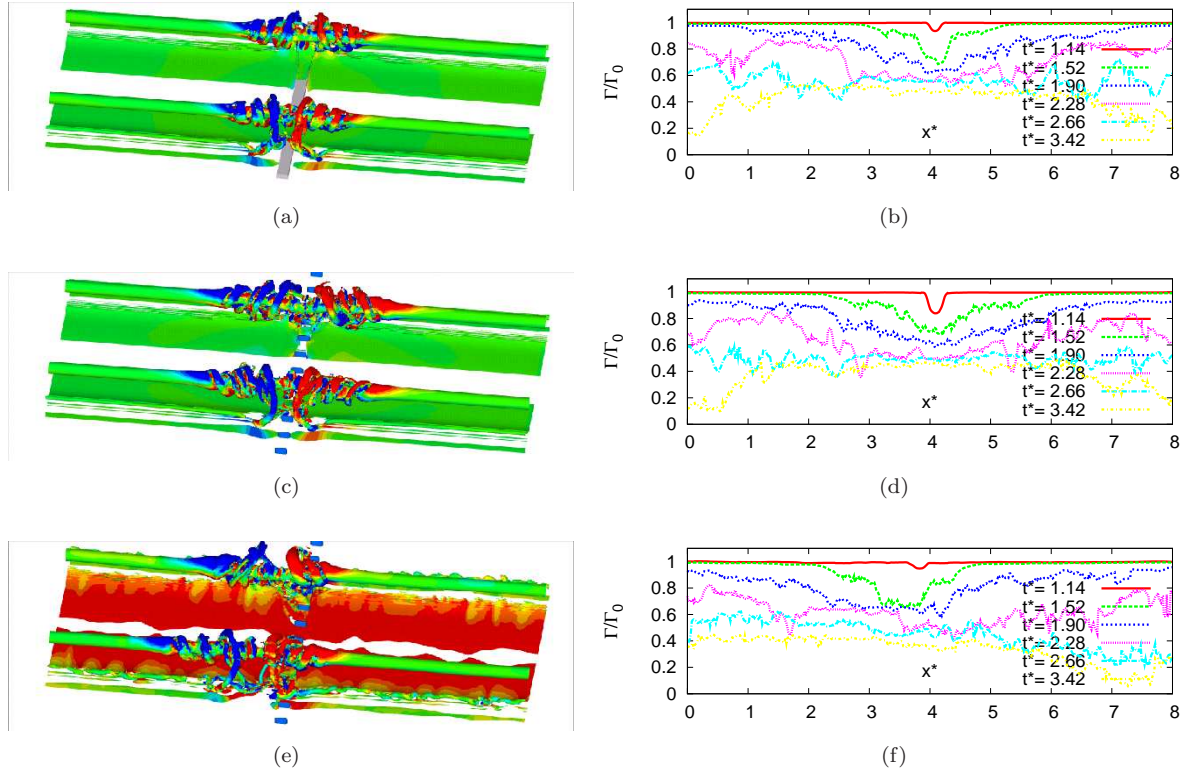 1
0.8
0.6
0.4
0.2
0
Γ/Γ0
t*= 1.14
t*= 1.52
t*= 1.90
t*= 2.28
t*= 2.66
t*= 3.42
x*
0 1 2 3 4 5 6 7 8
(a)
(b)
1
0.8
0.6
0.4
0.2
0
Γ/Γ0
t*= 1.14
t*= 1.52
t*= 1.90
t*= 2.28
t*= 2.66
t*= 3.42
x*
0 1 2 3 4 5 6 7 8
(c)
(d)
1
0.8
0.6
0.4
0.2
0
Γ/Γ0
t*= 1.14
t*= 1.52
t*= 1.90
t*= 2.28
t*= 2.66
t*= 3.42
x*
0 1 2 3 4 5 6 7 8
(e)
(f)